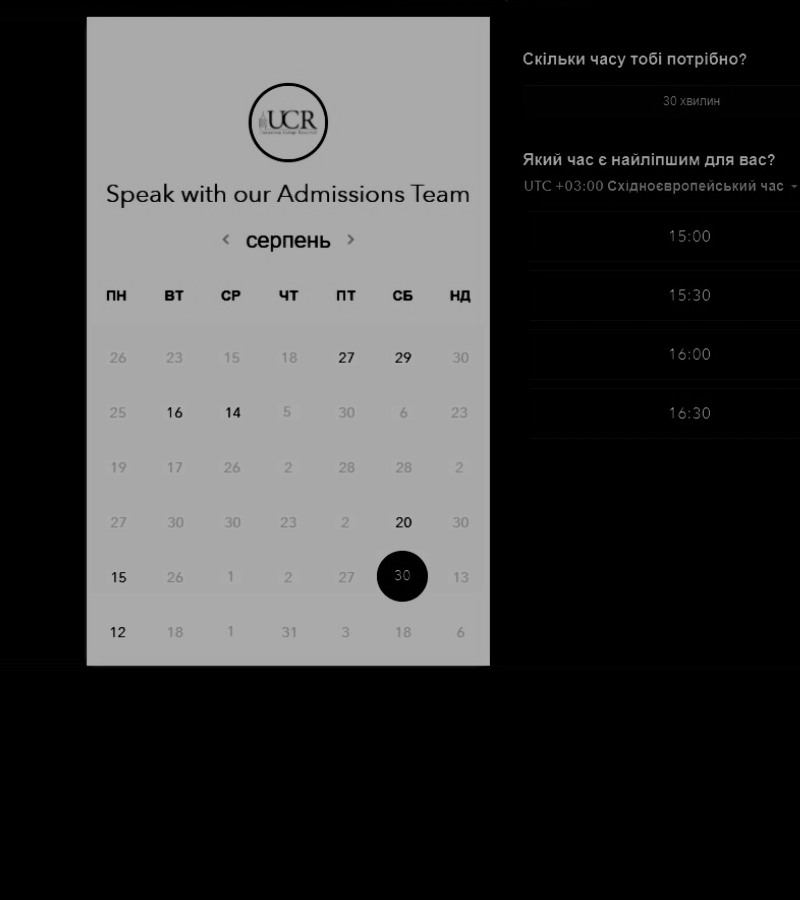 UCR
Speak with our Admissions Team
‹ серпень ›
ПН ВТ СР ЧТ ПТ СБ НД
26 23 15 18 27 29 30
25 16 14 5 30 6 23
19 17 26 2 28 28 2
27 30 30 23 2 20 30
15 26 1 2 27 30 13
12 18 1 31 3 18 6
Скільки часу тобі потрібно?
30 хвилин
Який час є найліпшим для вас?
UTC +03:00 Східноєвропейський час
15:00
15:30
16:00
16:30